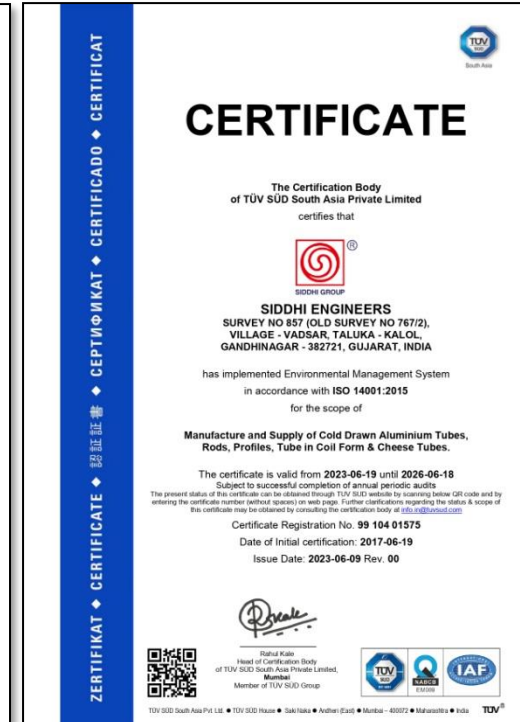 ZERTIFIKAT ◆ CERTIFICATE ◆ 認証証書 ◆ СЕРТИФИКАТ ◆ CERTIFICADO ◆ CERTIFICAT
TÜV
SÜD
South Asia
CERTIFICATE
The Certification Body
of TÜV SÜD South Asia Private Limited
certifies that
®
SIDDHI GROUP
SIDDHI ENGINEERS
SURVEY NO 857 (OLD SURVEY NO 767/2),
VILLAGE - VADSAR, TALUKA - KALOL,
GANDHINAGAR - 382721, GUJARAT, INDIA
has implemented Environmental Management System
in accordance with ISO 14001:2015
for the scope of
Manufacture and Supply of Cold Drawn Aluminium Tubes,
Rods, Profiles, Tube in Coil Form & Cheese Tubes.
The certificate is valid from 2023-06-19 until 2026-06-18
Subject to successful completion of annual periodic audits
The present status of this certificate can be obtained through TUV SUD website by scanning below QR code and by
entering the certificate number (without spaces) on web page. Further clarifications regarding the status & scope of
this certificate may be obtained by consulting the certification body at info.in@tuvsud.com
Certificate Registration No. 99 104 01575
Date of Initial certification: 2017-06-19
Issue Date: 2023-06-09 Rev. 00
Rahul Kale
Head of Certification Body
of TÜV SÜD South Asia Private Limited,
Mumbai
Member of TÜV SÜD Group
TÜV
SÜD
NABCB
IAF
TÜV SÜD South Asia Pvt. Ltd. ● TÜV SÜD House ● Saki Naka ● Andheri (East) ● Mumbai – 400072 ● Maharashtra ● India TÜV®